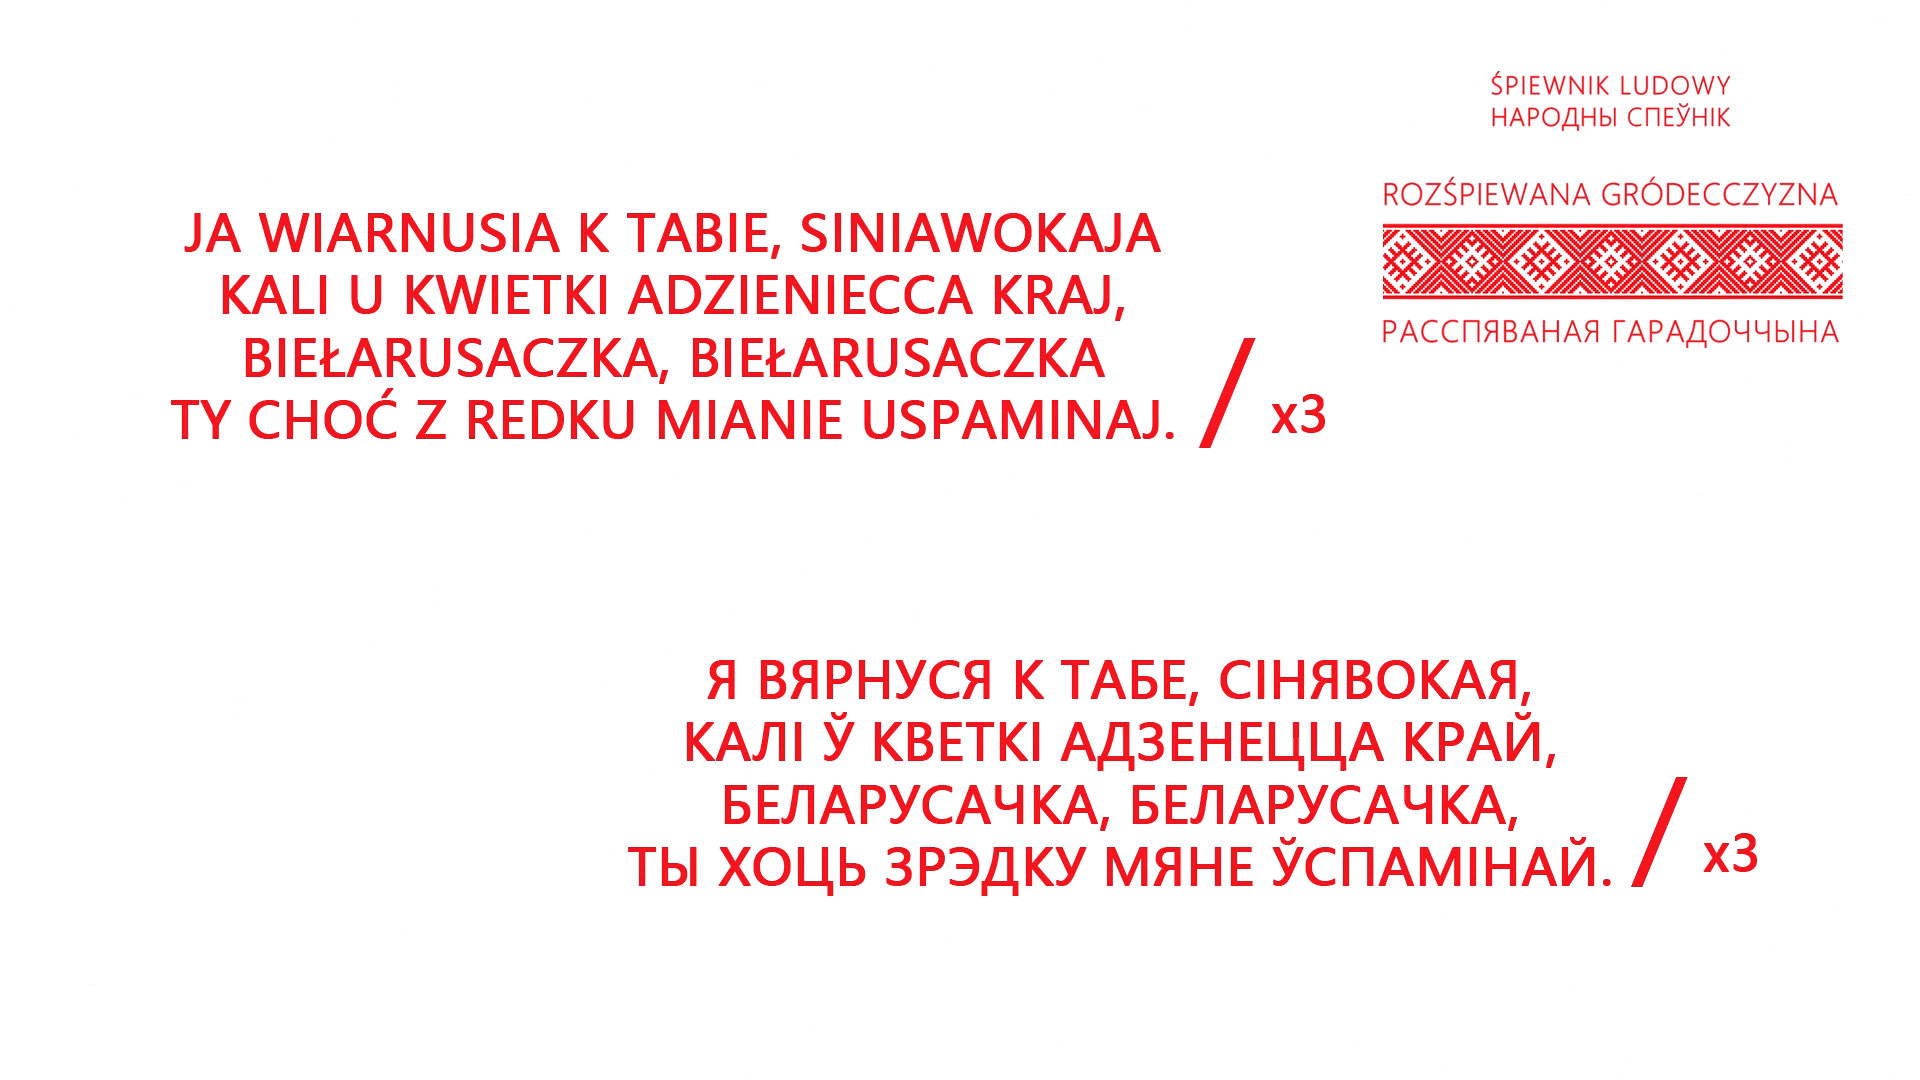 ŚPIEWNIK LUDOWY
НАРОДНЫ СПЕЎНІК
ROZŚPIEWANA GRÓDECCZYZNA
РАССПЯВАНАЯ ГАРАДОЧЧЫНА
JA WIARNUSIA K TABIE, SINIAWOKAJA
KALI U KWIETKI ADZIENIECCA KRAJ,
BIEŁARUSACZKA, BIEŁARUSACZKA
TY CHOĆ Z REDKU MIANIE USPAMINAJ. / x3
Я ВЯРНУСЯ К ТАБЕ, СІНЯВОКАЯ,
КАЛІ Ў КВЕТКІ АДЗЕНЕЦЦА КРАЙ,
БЕЛАРУСАЧКА, БЕЛАРУСАЧКА,
ТЫ ХОЦЬ ЗРЭДКУ МЯНЕ ЎСПАМІНАЙ. / x3